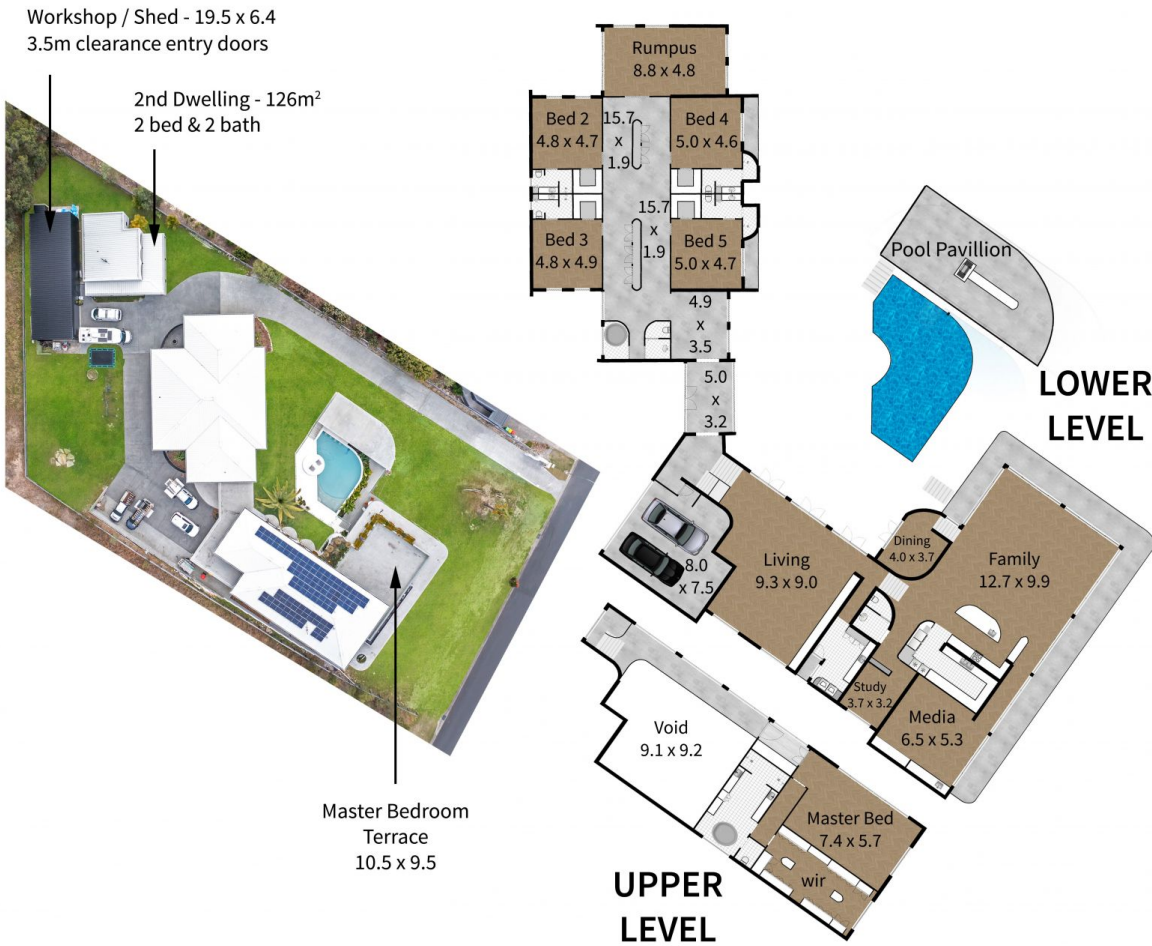 Workshop / Shed - 19.5 x 6.4
3.5m clearance entry doors
2nd Dwelling - 126m²
2 bed & 2 bath
Master Bedroom
Terrace
10.5 x 9.5
Rumpus
8.8 x 4.8
Bed 2
4.8 x 4.7
15.7
x
1.9
Bed 4
5.0 x 4.6
Bed 3
4.8 x 4.9
15.7
x
1.9
Bed 5
5.0 x 4.7
4.9
x
3.5
5.0
x
3.2
Pool Pavillion
LOWER
LEVEL
8.0
x 7.5
Living
9.3 x 9.0
Dining
4.0 x 3.7
Family
12.7 x 9.9
Study
3.7 x 3.2
Media
6.5 x 5.3
Void
9.1 x 9.2
Master Bed
7.4 x 5.7
wir
UPPER
LEVEL